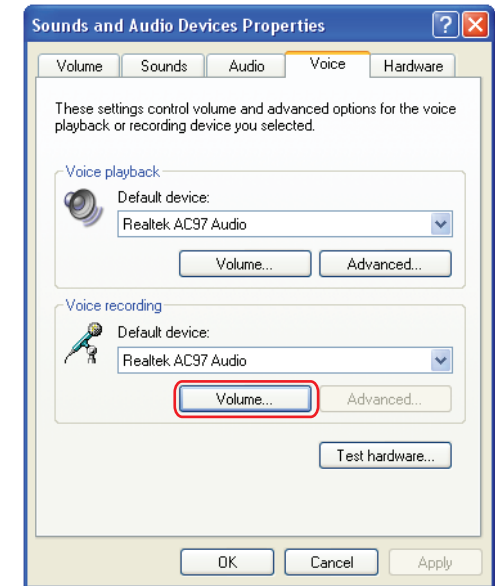 Sounds and Audio Devices Properties
Volume Sounds Audio Voice Hardware
These settings control volume and advanced options for the voice
playback or recording device you selected.
Voice playback
Default device:
Realtek AC97 Audio
Volume... Advanced...
Voice recording
Default device:
Realtek AC97 Audio
Volume... Advanced...
Test hardware...
OK Cancel Apply